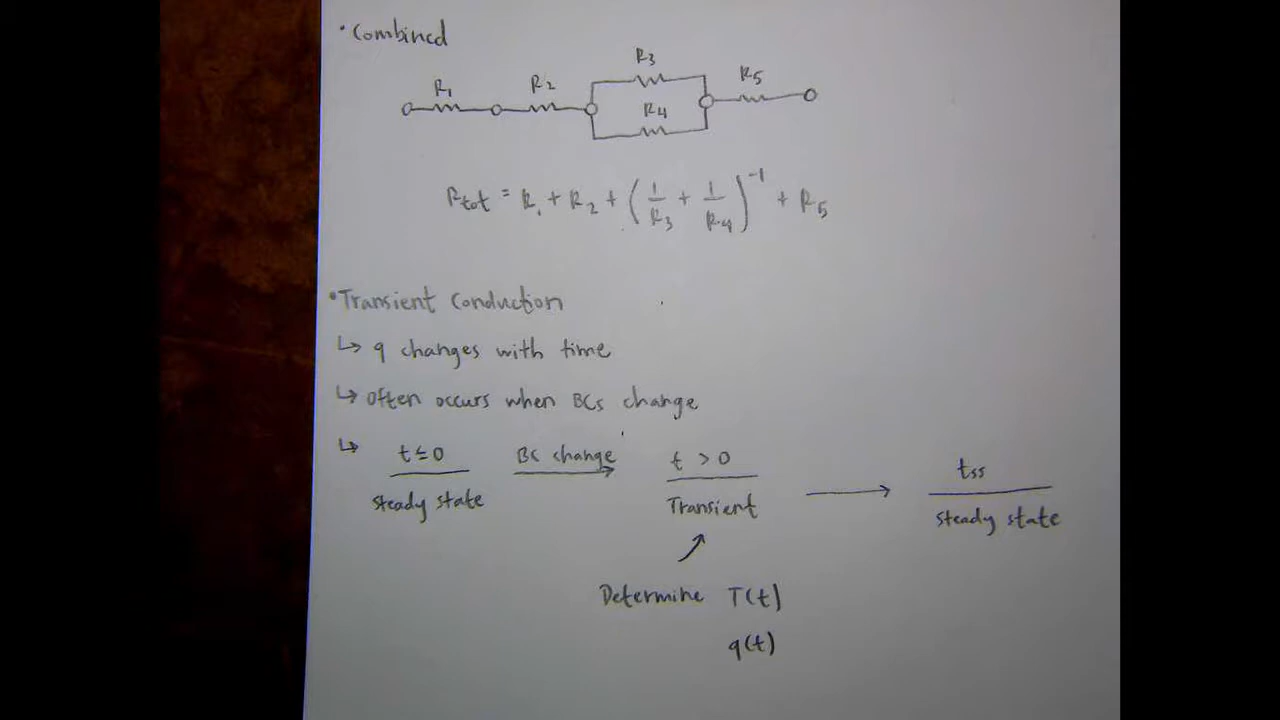 • Combined
R3
R1 R2 R5
R4
Rtot = R1 + R2 + (1/R3 + 1/R4)^-1 + R5
• Transient Conduction
↳ q changes with time
↳ often occurs when BCs change
↳ t ≤ 0 BC change t > 0 tss
steady state Transient steady state
Determine T(t)
q(t)